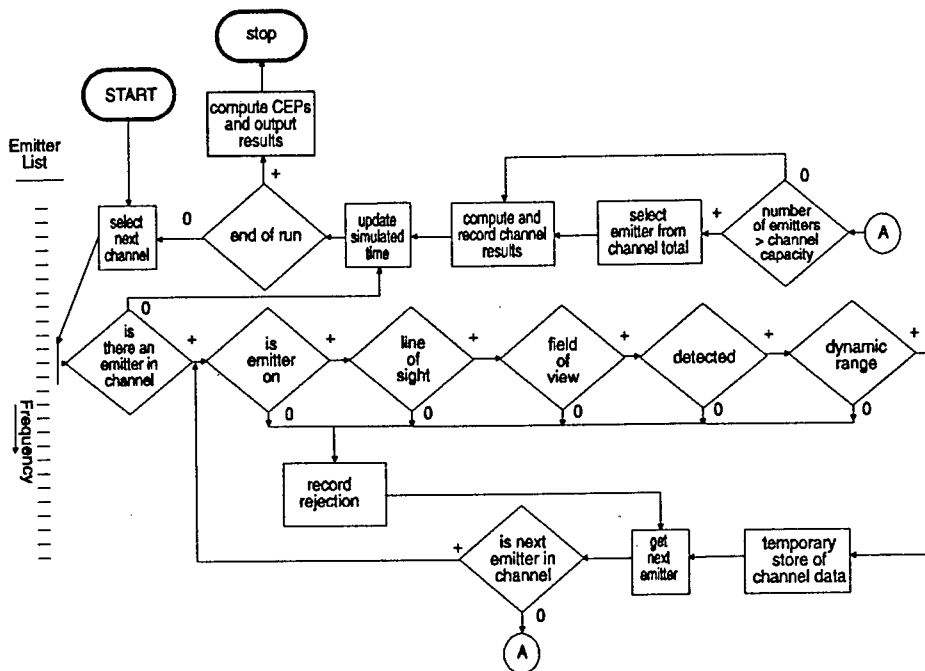 stop
START
compute CEPs
and output
results
Emitter
List
+
0
select
next
channel
0
end of run
update
simulated
time
compute and
record channel
results
select
emitter from
channel total
+
number
of emitters
> channel
capacity
A
0
is
there an
emitter in
channel
+
is
emitter
on
+
line
of
sight
+
field
of
view
+
detected
+
dynamic
range
+
0
0
0
0
0
Frequency
record
rejection
+
is next
emitter in
channel
get
next
emitter
temporary
store of
channel data
0
A